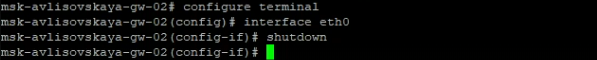 msk-avlisovskaya-gw-02# configure terminal
msk-avlisovskaya-gw-02(config)# interface eth0
msk-avlisovskaya-gw-02(config-if)# shutdown
msk-avlisovskaya-gw-02(config-if)#